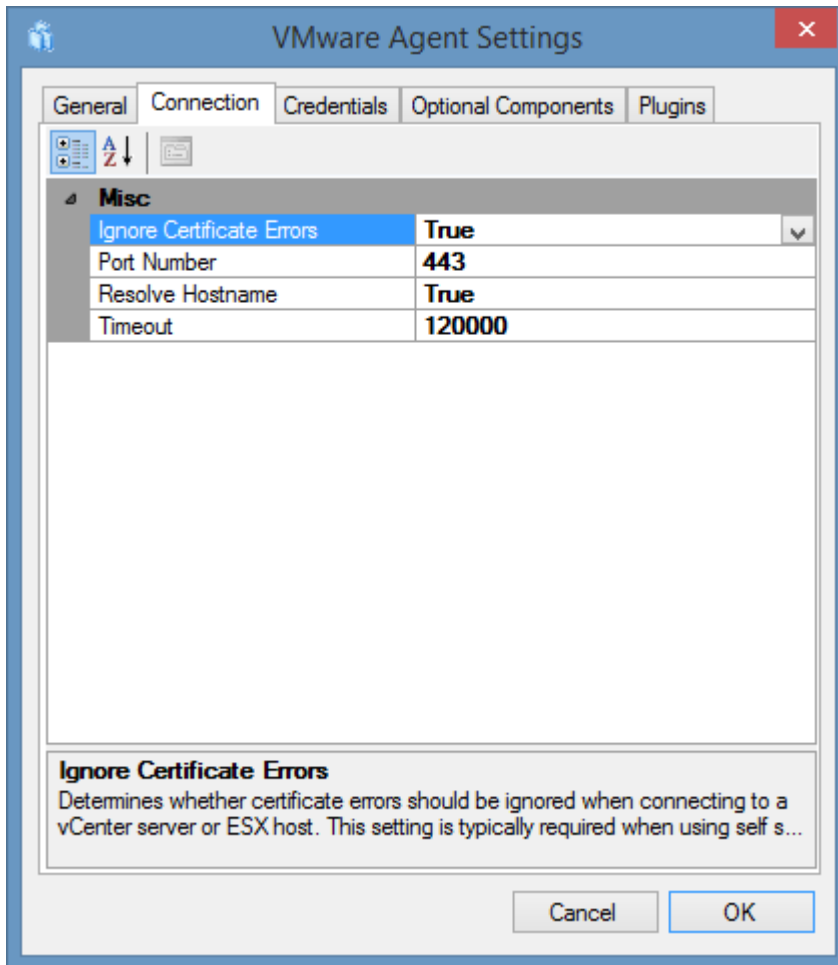 VMware Agent Settings
General Connection Credentials Optional Components Plugins
A
Z
Misc
Ignore Certificate Errors True
Port Number 443
Resolve Hostname True
Timeout 120000
Ignore Certificate Errors
Determines whether certificate errors should be ignored when connecting to a
vCenter server or ESX host. This setting is typically required when using self s...
Cancel OK